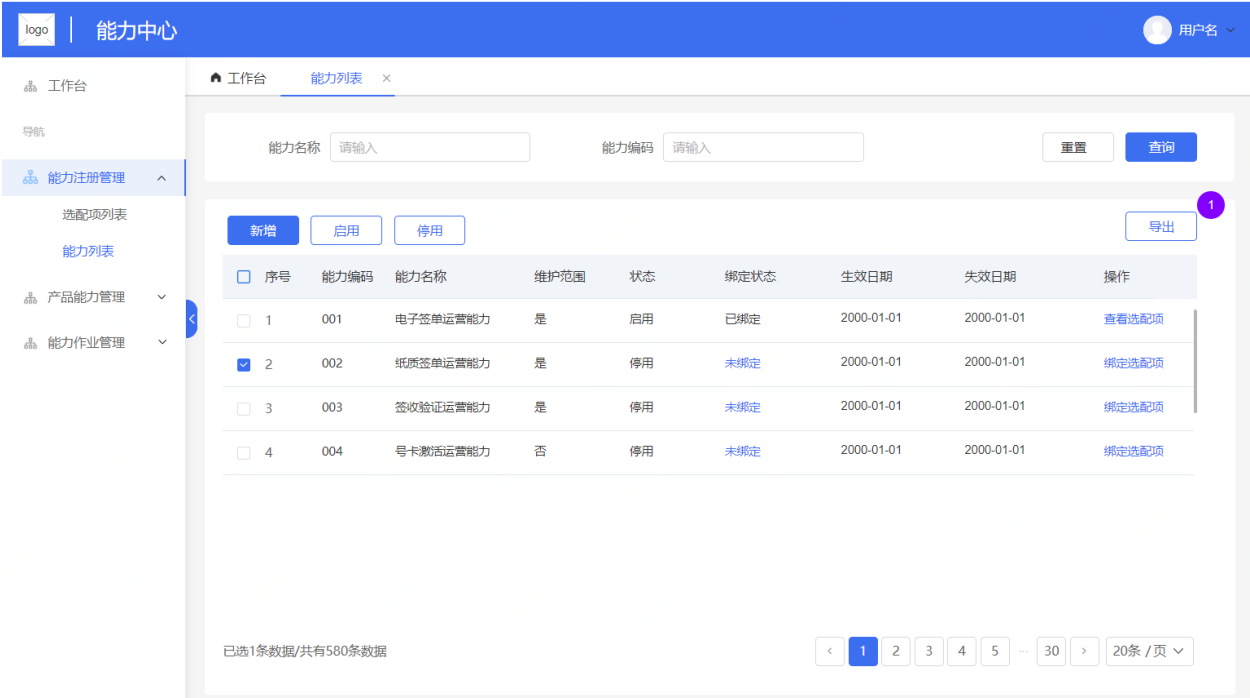 logo 能力中心 用户名
工作台
工作台 能力列表
导航
能力名称 请输入 能力编码 请输入 重置 查询
能力注册管理
选配项列表
能力列表
产品能力管理
能力作业管理
1
新增 启用 停用 导出
序号 能力编码 能力名称 维护范围 状态 绑定状态 生效日期 失效日期 操作
1 001 电子签单运营能力 是 启用 已绑定 2000-01-01 2000-01-01 查看选配项
2 002 纸质签单运营能力 是 停用 未绑定 2000-01-01 2000-01-01 绑定选配项
3 003 签收验证运营能力 是 停用 未绑定 2000-01-01 2000-01-01 绑定选配项
4 004 号卡激活运营能力 否 停用 未绑定 2000-01-01 2000-01-01 绑定选配项
已选1条数据/共有580条数据 1 2 3 4 5 ··· 30 20条 /页